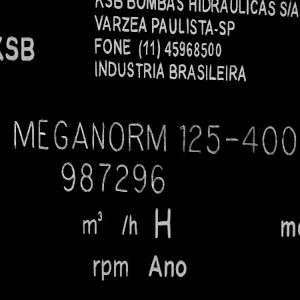 KSB BOMBAS HIDRÁULICAS S/A
VARZEA PAULISTA-SP
KSB
FONE (11) 45968500
INDUSTRIA BRASILEIRA
MEGANORM 125-400
987296
m³ /h H
rpm Ano